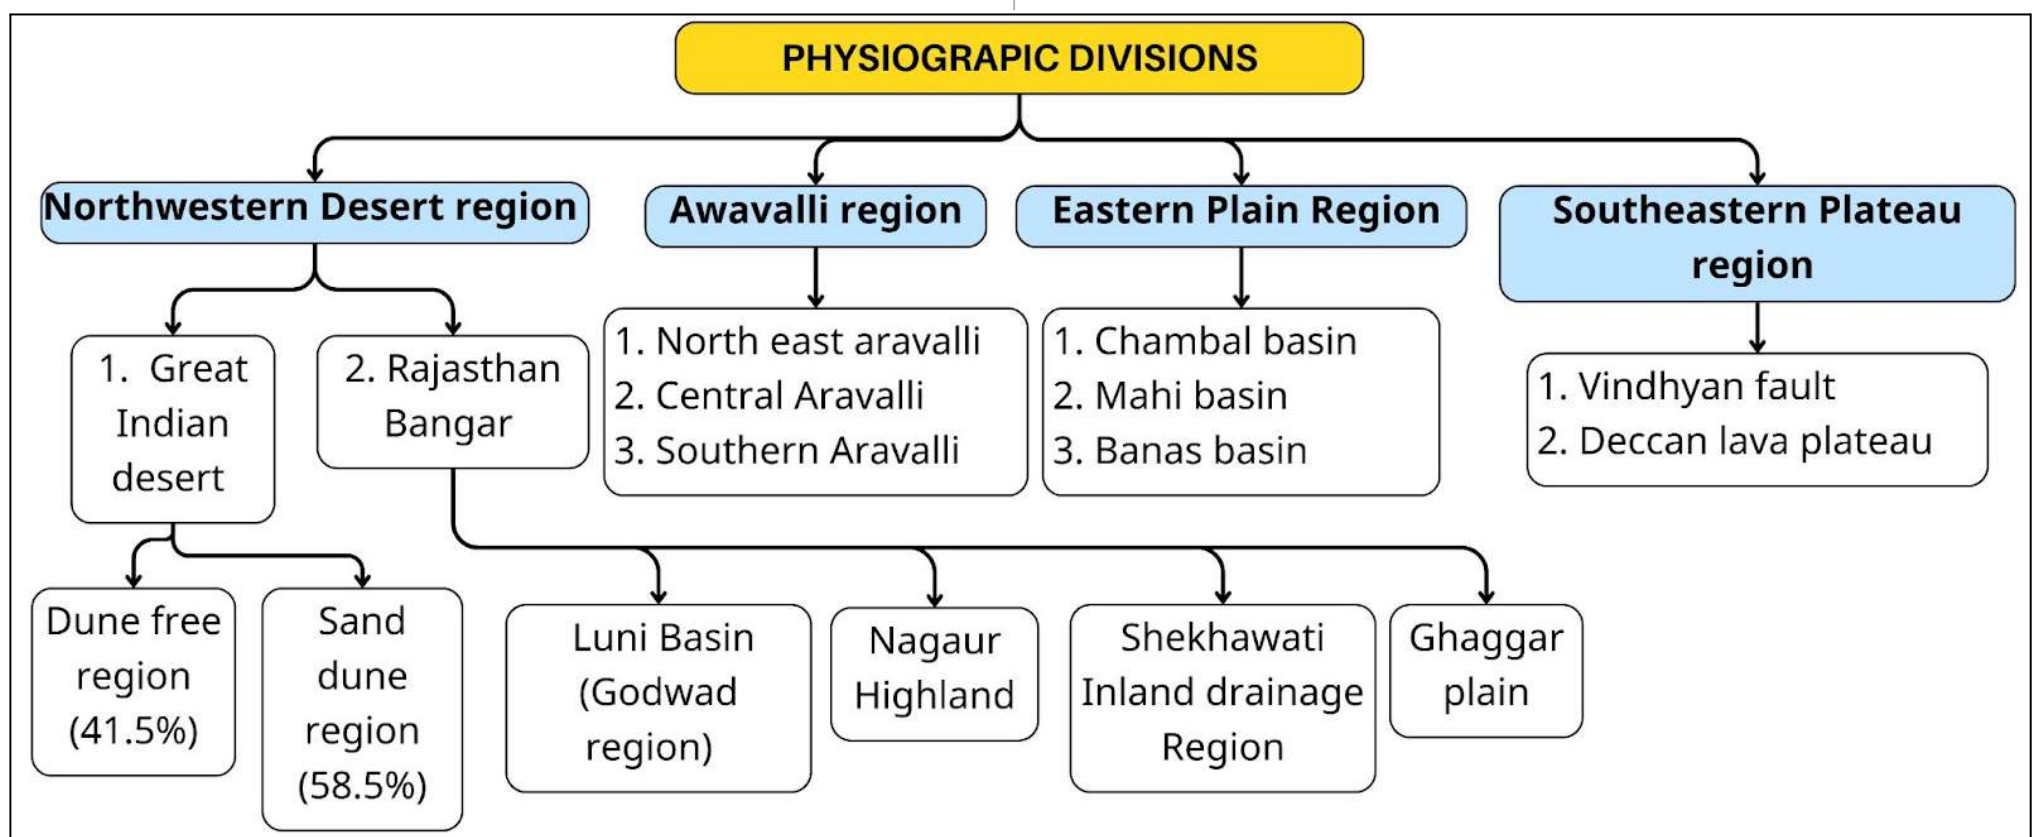 PHYSIOGRAPIC DIVISIONS
Northwestern Desert region
Awavalli region
Eastern Plain Region
Southeastern Plateau
region
1. Great
Indian
desert
2. Rajasthan
Bangar
1. North east aravalli
2. Central Aravalli
3. Southern Aravalli
1. Chambal basin
2. Mahi basin
3. Banas basin
1. Vindhyan fault
2. Deccan lava plateau
Dune free
region
(41.5%)
Sand
dune
region
(58.5%)
Luni Basin
(Godwad
region)
Nagaur
Highland
Shekhawati
Inland drainage
Region
Ghaggar
plain